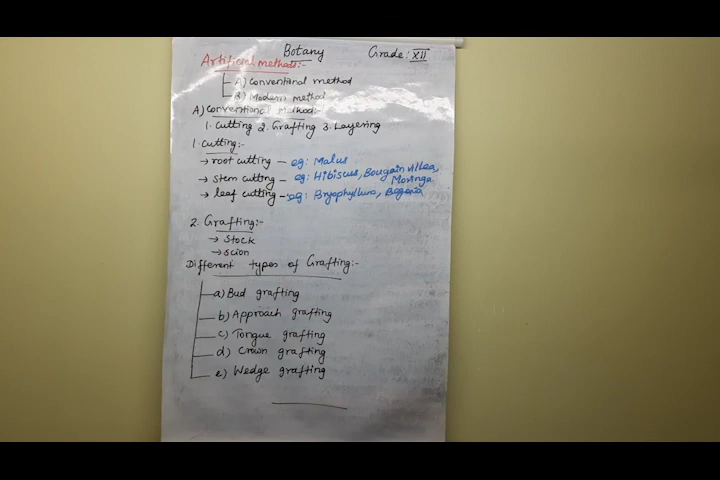 Botany Grade: XII
Artificial methods:-
A) Conventional method
B) Modern method
A) Conventional Method:-
1. Cutting 2. Grafting 3. Layering
1. Cutting:-
→ root cutting - eg: Malus
→ stem cutting - eg: Hibiscus, Bougainvillea,
Moringa
→ leaf cutting - eg: Bryophyllum, Begonia
2. Grafting:-
→ Stock
→ scion
Different types of Grafting:-
a) Bud grafting
b) Approach grafting
c) Tongue grafting
d) Crown grafting
e) Wedge grafting